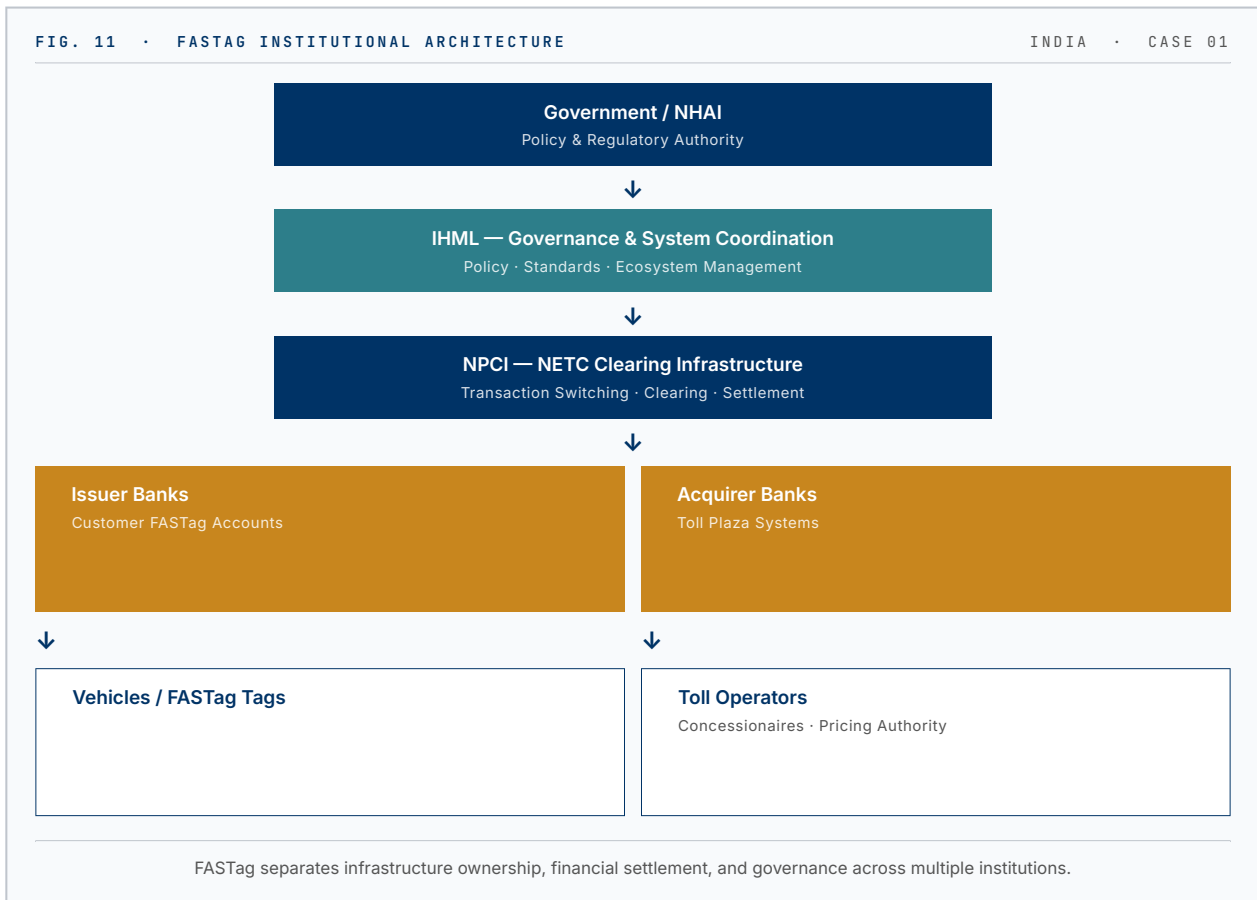 FIG. 11 · FASTAG INSTITUTIONAL ARCHITECTURE
INDIA · CASE 01
Government / NHAI
Policy & Regulatory Authority
↓
IHML — Governance & System Coordination
Policy · Standards · Ecosystem Management
↓
NPCI — NETC Clearing Infrastructure
Transaction Switching · Clearing · Settlement
↓
Issuer Banks
Customer FASTag Accounts
Acquirer Banks
Toll Plaza Systems
↓
↓
Vehicles / FASTag Tags
Toll Operators
Concessionaires · Pricing Authority
FASTag separates infrastructure ownership, financial settlement, and governance across multiple institutions.